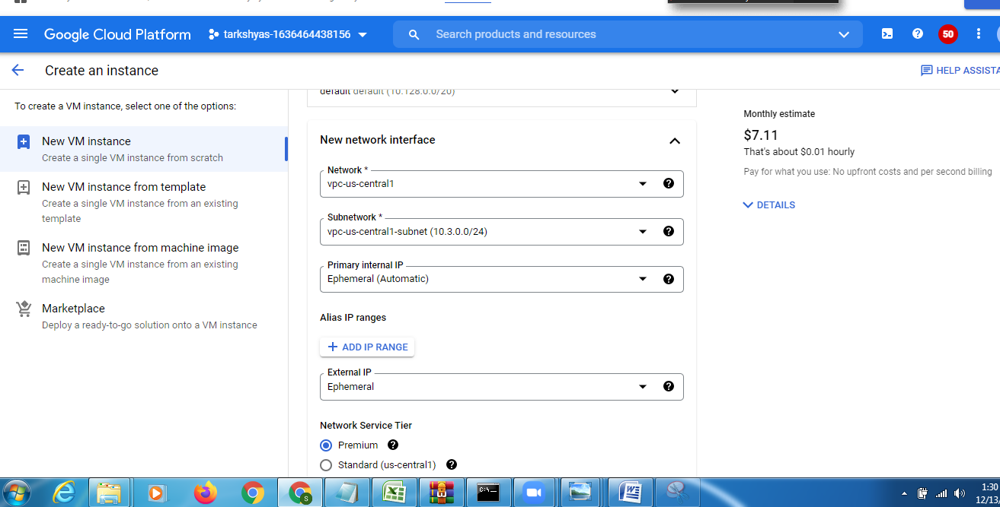 Google Cloud Platform
tarkshyas-1636464438156
Search products and resources
50
Create an instance
HELP ASSISTA
To create a VM instance, select one of the options:
New VM instance
Create a single VM instance from scratch
New VM instance from template
Create a single VM instance from an existing
template
New VM instance from machine image
Create a single VM instance from an existing
machine image
Marketplace
Deploy a ready-to-go solution onto a VM instance
default default (10.128.0.0/20)
New network interface
Network *
vpc-us-central1
Subnetwork *
vpc-us-central1-subnet (10.3.0.0/24)
Primary internal IP
Ephemeral (Automatic)
Alias IP ranges
ADD IP RANGE
External IP
Ephemeral
Network Service Tier
Premium
Standard (us-central1)
Monthly estimate
$7.11
That's about $0.01 hourly
Pay for what you use: No upfront costs and per second billing
DETAILS
1:30
12/13/